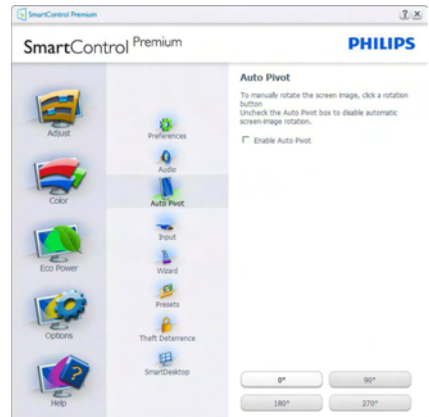 SmartControl Premium
SmartControl Premium
PHILIPS
Adjust
Color
Eco Power
Options
Help
Preferences
Audio
Auto Pivot
Input
Wizard
Presets
Theft Deterrence
SmartDesktop
Auto Pivot
To manually rotate the screen image, click a rotation
button
Uncheck the Auto Pivot box to disable automatic
screen-image rotation.
Enable Auto Pivot
0°
90°
180°
270°